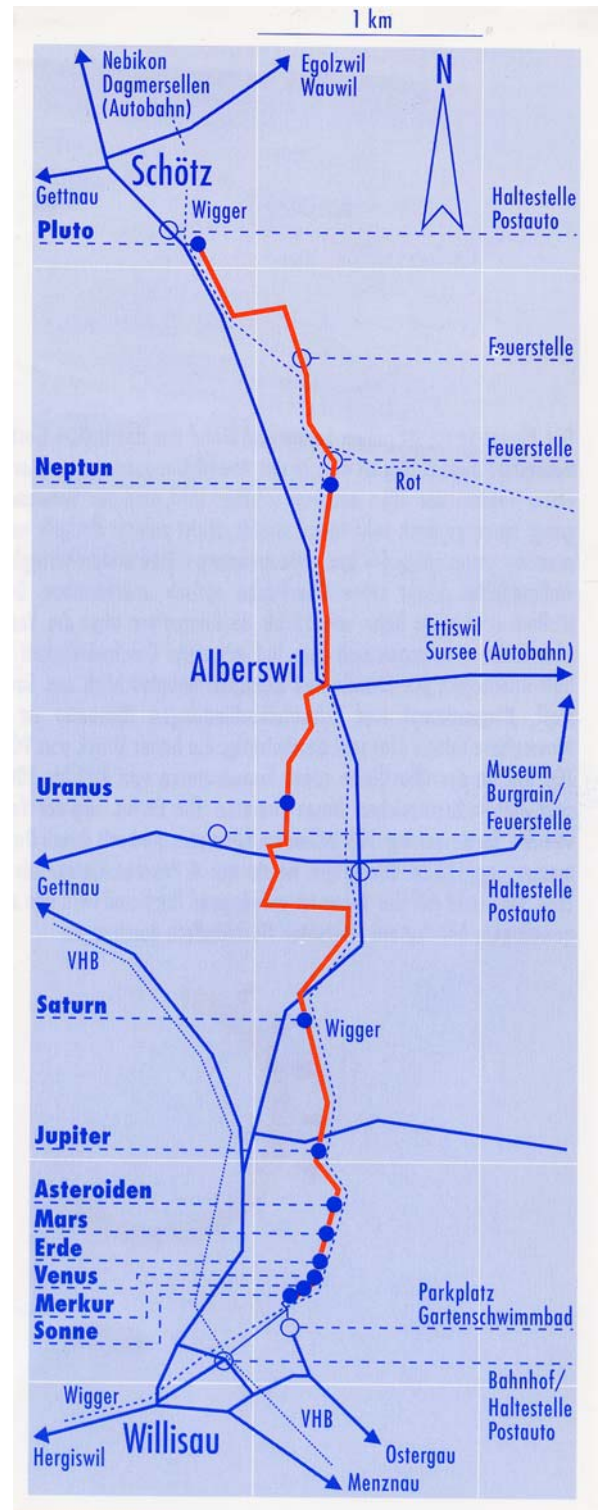 1 km
Nebikon
Dagmersellen
(Autobahn)
Egolzwil
Wauwil
N
Schötz
Gettnau
Wigger
Haltestelle
Postauto
Pluto
Feuerstelle
Feuerstelle
Neptun
Rot
Ettiswil
Sursee (Autobahn)
Alberswil
Museum
Burgrain/
Feuerstelle
Uranus
Gettnau
Haltestelle
Postauto
VHB
Saturn
Wigger
Jupiter
Asteroiden
Mars
Erde
Venus
Merkur
Sonne
Parkplatz
Gartenschwimmbad
Bahnhof/
Haltestelle
Postauto
Wigger
VHB
Willisau
Hergiswil
Ostergau
Menznau